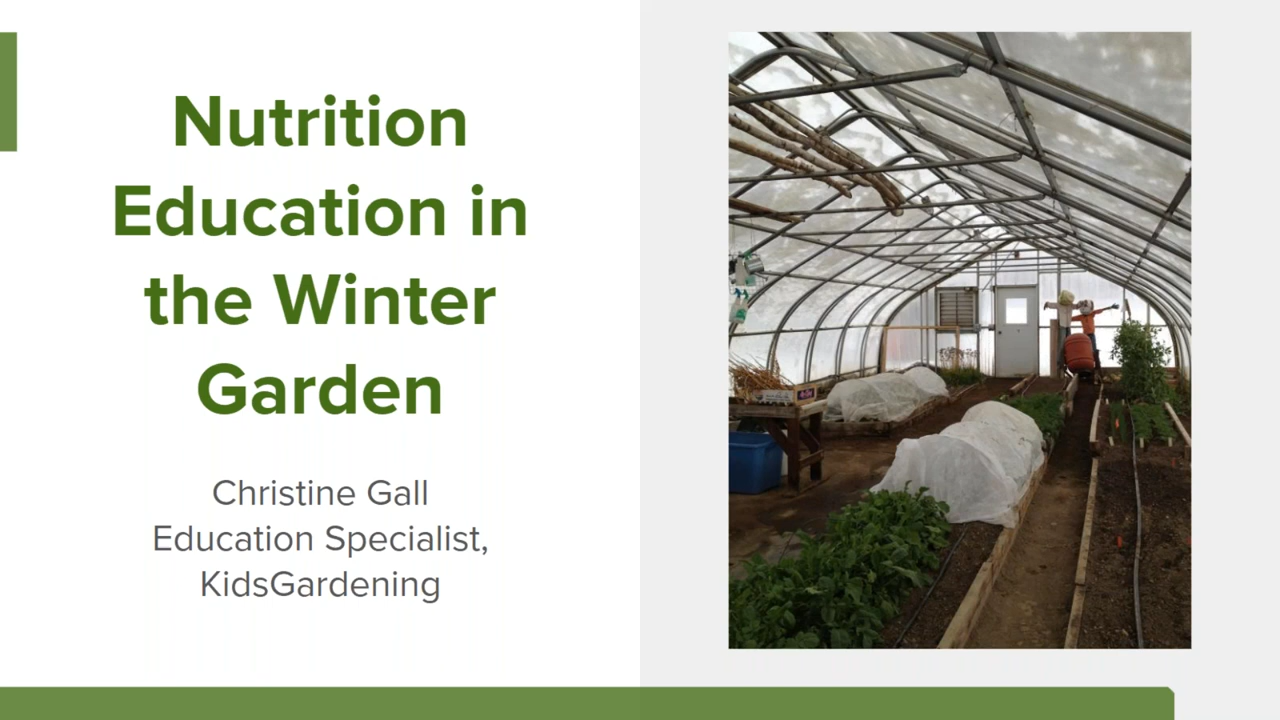 Nutrition
Education in
the Winter
Garden
Christine Gall
Education Specialist,
KidsGardening